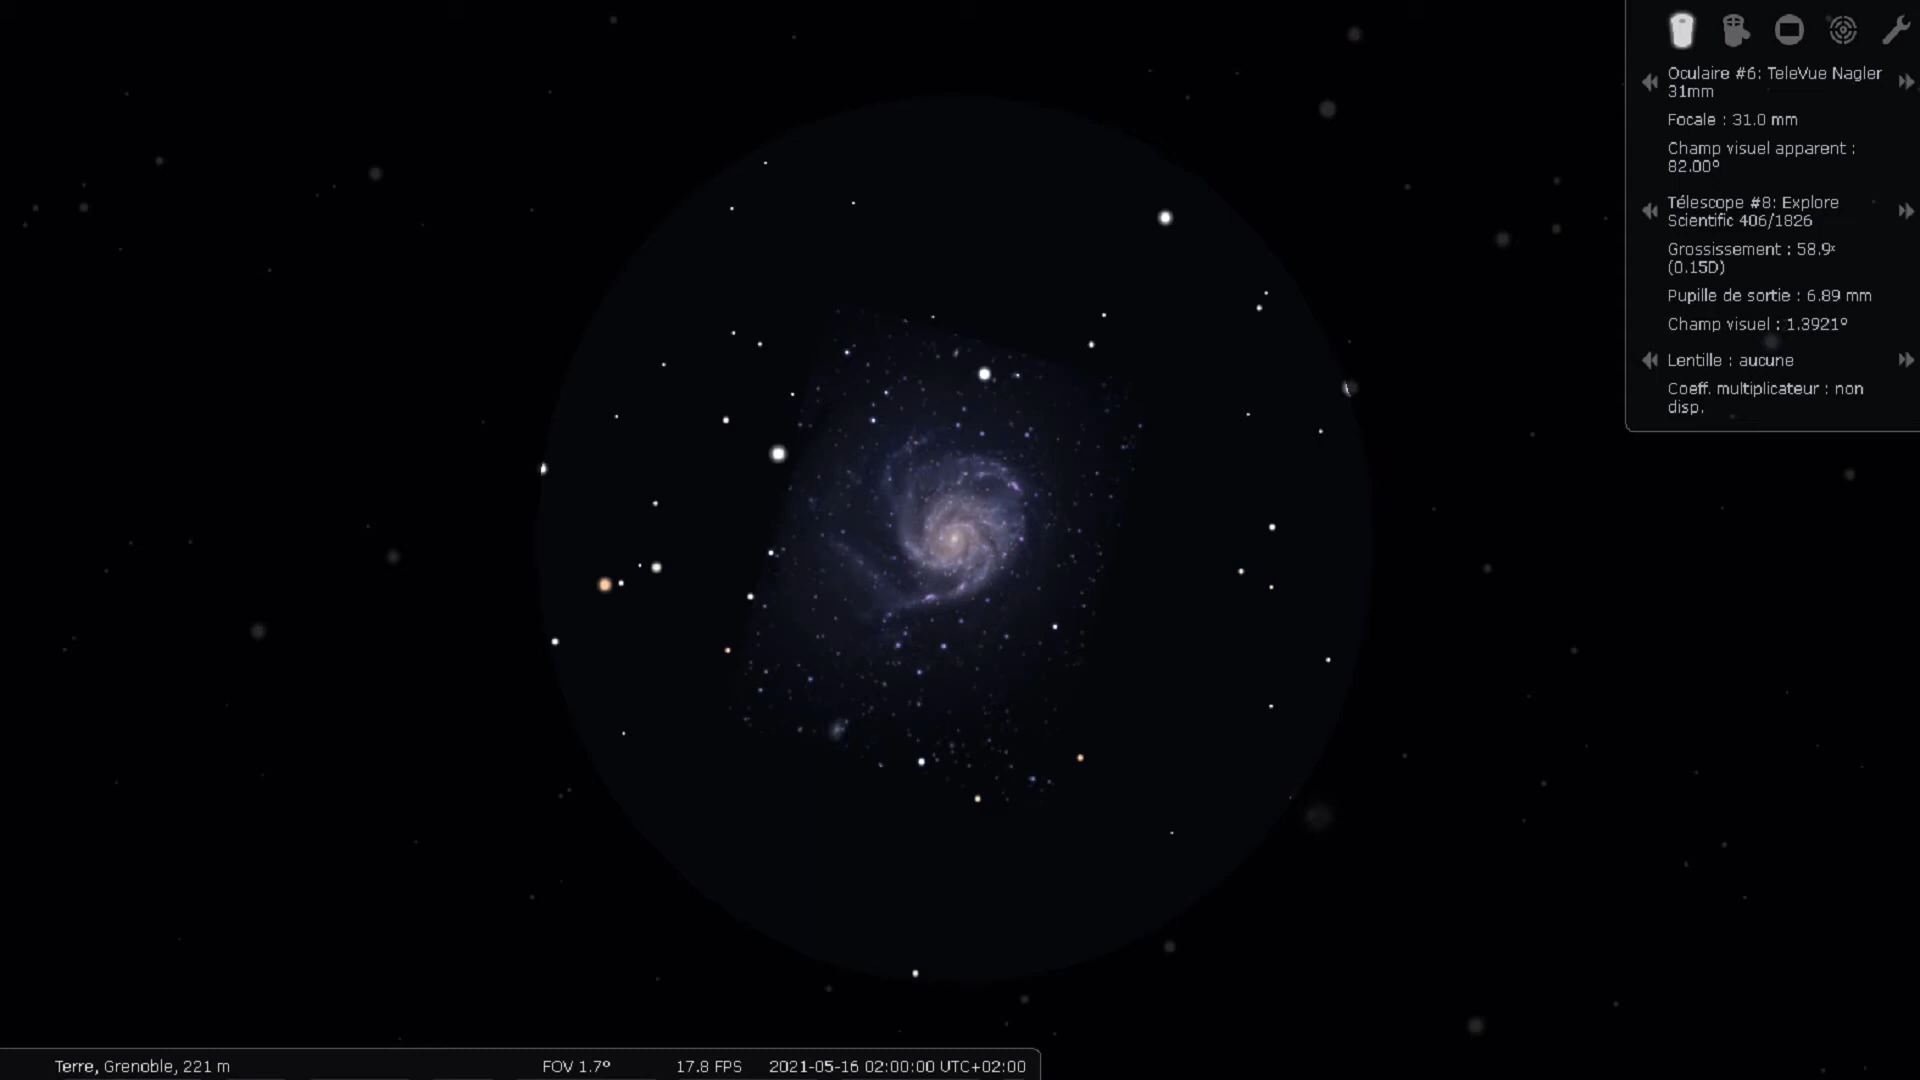 Oculaire #6: TeleVue Nagler
31mm
Focale : 31.0 mm
Champ visuel apparent :
82.00°
Télescope #8: Explore
Scientific 406/1826
Grossissement : 58.9ˣ
(0.15D)
Pupille de sortie : 6.89 mm
Champ visuel : 1.3921°
Lentille : aucune
Coeff. multiplicateur : non
disp.
Terre, Grenoble, 221 m FOV 1.7° 17.8 FPS 2021-05-16 02:00:00 UTC+02:00